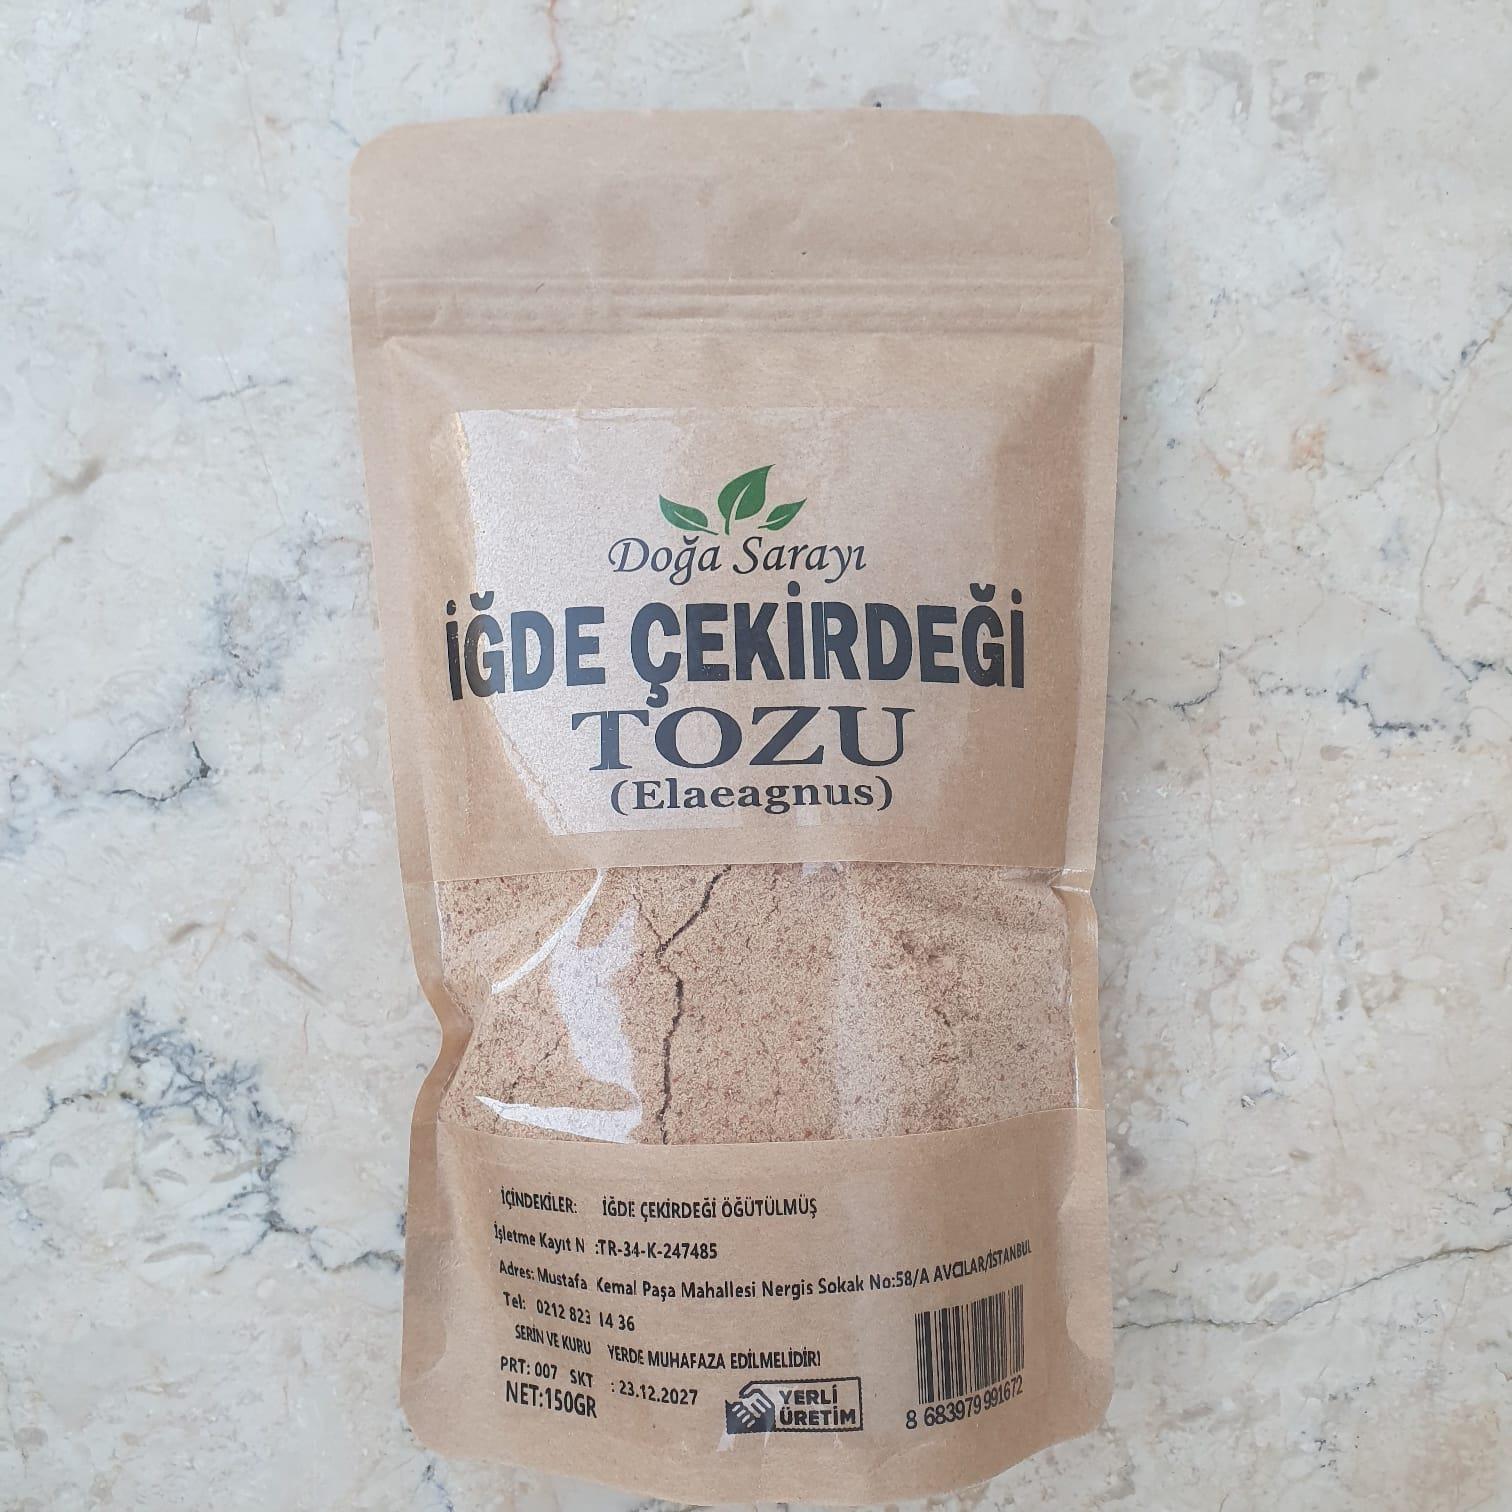 Doğa Sarayı
İĞDE ÇEKİRDEĞİ
TOZU
(Elaeagnus)
İÇİNDEKİLER: İĞDE ÇEKİRDEĞİ ÖĞÜTÜLMÜŞ
İşletme Kayıt N :TR-34-K-247485
Adres: Mustafa Kemal Paşa Mahallesi Nergis Sokak No:58/A AVCILAR/İSTANBUL
Tel: 0212 823 14 36
SERİN VE KURU YERDE MUHAFAZA EDİLMELİDİR!
PRT: 007 SKT : 23.12.2027
NET:150GR
YERLİ
ÜRETİM
8 683979 991672